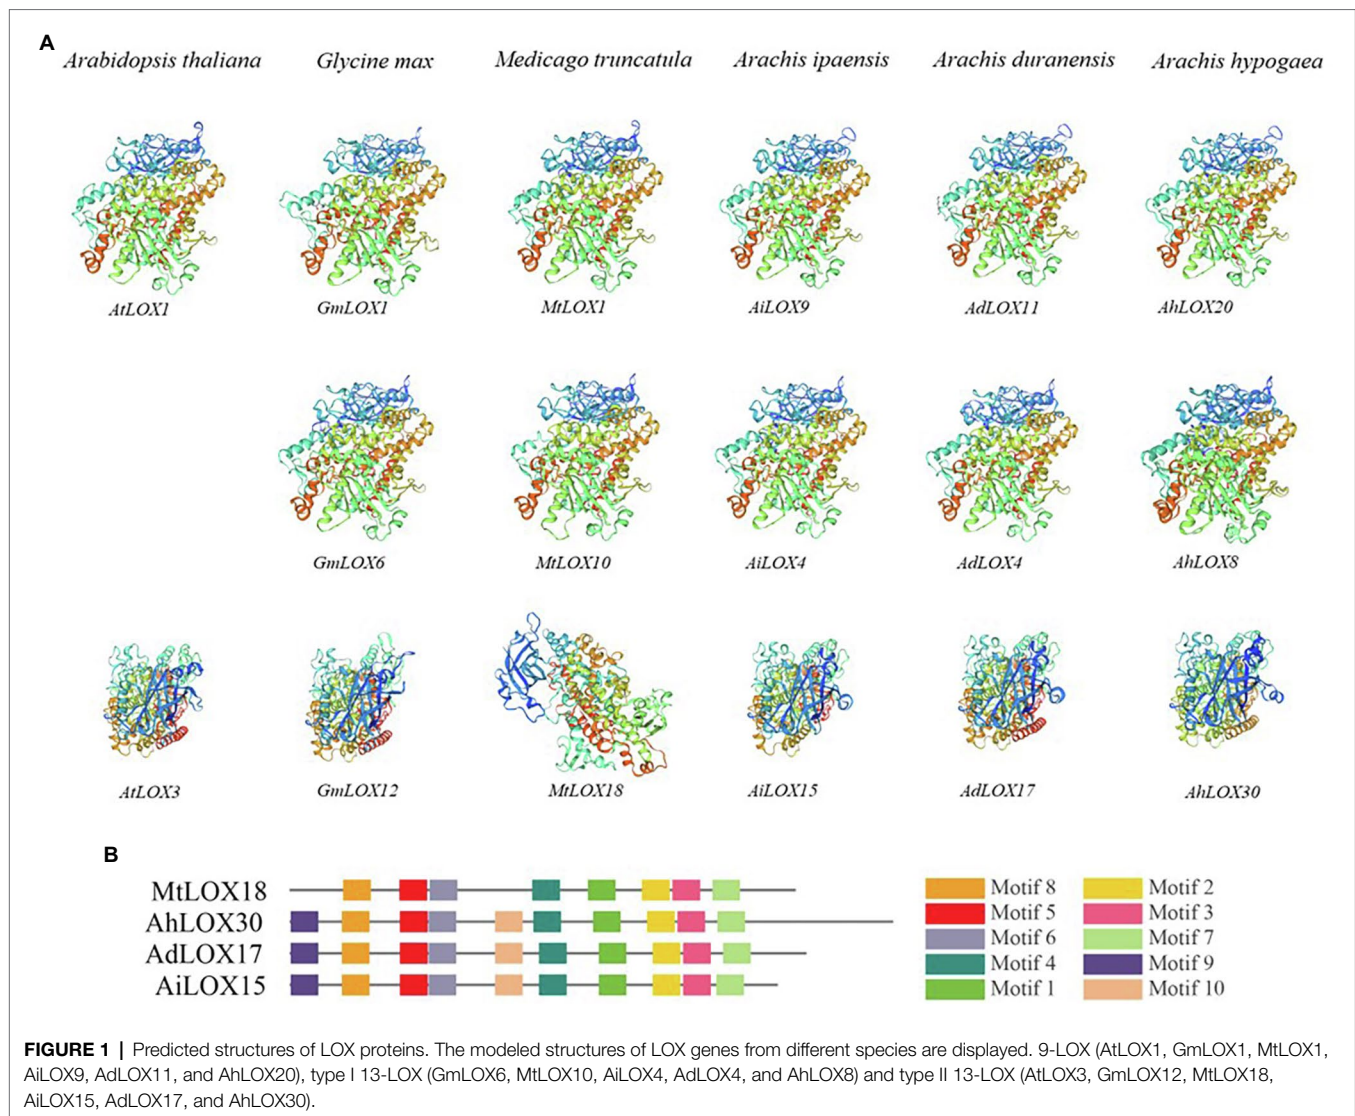 A
Arabidopsis thaliana Glycine max Medicago truncatula Arachis ipaensis Arachis duranensis Arachis hypogaea
AtLOX1 GmLOX1 MtLOX1 AiLOX9 AdLOX11 AhLOX20
GmLOX6 MtLOX10 AiLOX4 AdLOX4 AhLOX8
AtLOX3 GmLOX12 MtLOX18 AiLOX15 AdLOX17 AhLOX30
B
MtLOX18
AhLOX30
AdLOX17
AiLOX15
Motif 8 Motif 2
Motif 5 Motif 3
Motif 6 Motif 7
Motif 4 Motif 9
Motif 1 Motif 10
FIGURE 1 | Predicted structures of LOX proteins. The modeled structures of LOX genes from different species are displayed. 9-LOX (AtLOX1, GmLOX1, MtLOX1,
AiLOX9, AdLOX11, and AhLOX20), type I 13-LOX (GmLOX6, MtLOX10, AiLOX4, AdLOX4, and AhLOX8) and type II 13-LOX (AtLOX3, GmLOX12, MtLOX18,
AiLOX15, AdLOX17, and AhLOX30).